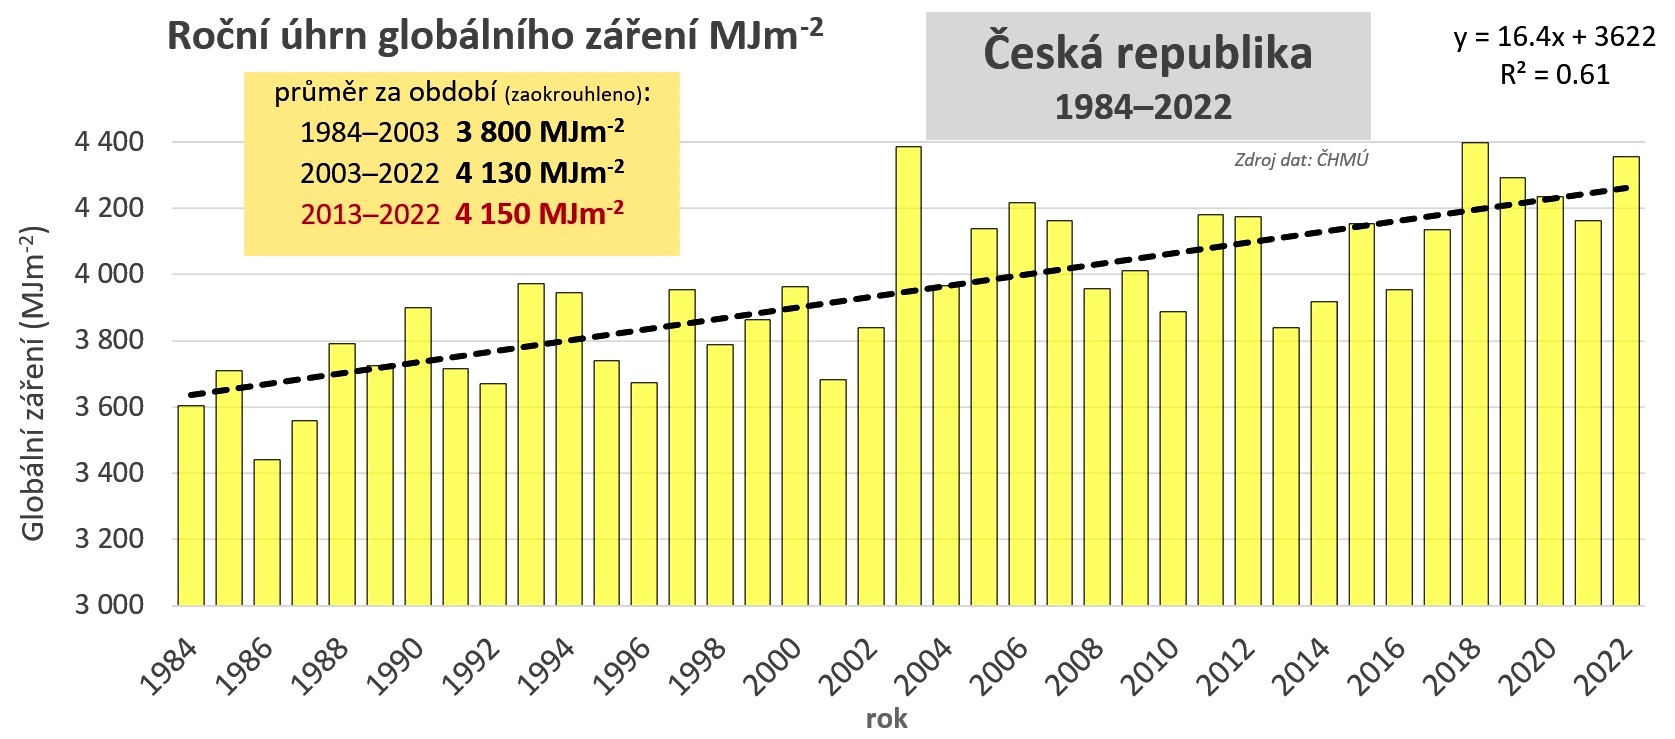 Roční úhrn globálního záření MJm⁻²
Česká republika
1984–2022
y = 16.4x + 3622
R² = 0.61
průměr za období (zaokrouhleno):
1984–2003 3 800 MJm⁻²
2003–2022 4 130 MJm⁻²
2013–2022 4 150 MJm⁻²
Zdroj dat: ČHMÚ
Globální záření (MJm⁻²)
4 400
4 200
4 000
3 800
3 600
3 400
3 200
3 000
1984 1986 1988 1990 1992 1994 1996 1998 2000 2002 2004 2006 2008 2010 2012 2014 2016 2018 2020 2022
rok